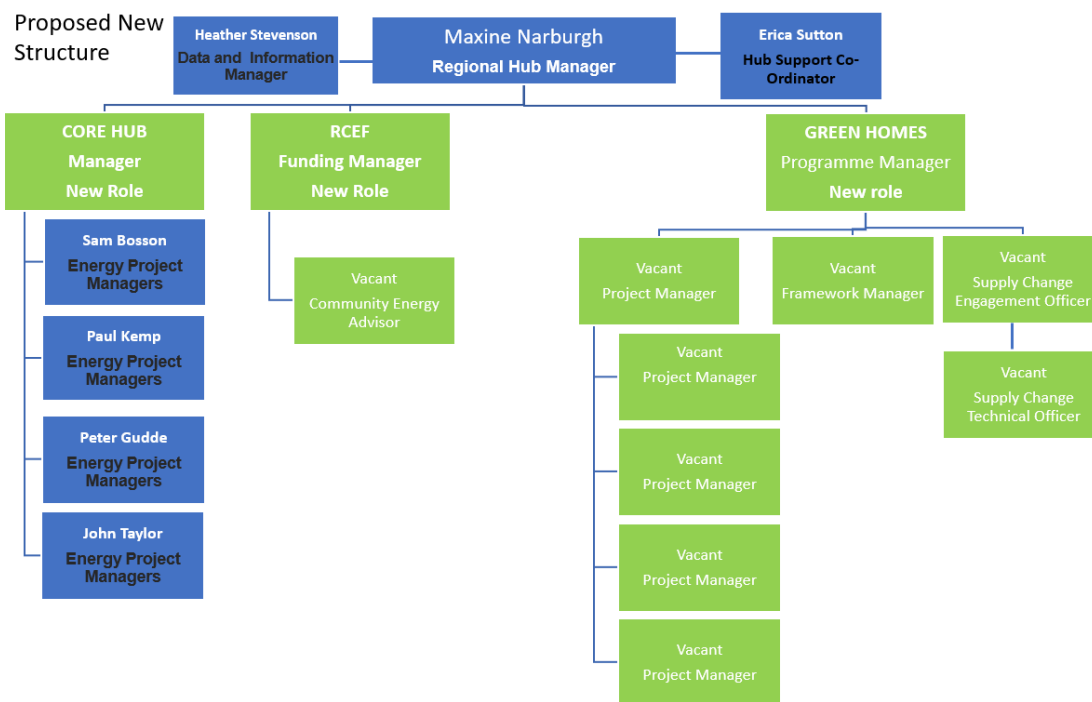 Proposed New
Structure
Heather Stevenson
Data and Information
Manager
Maxine Narburgh
Regional Hub Manager
Erica Sutton
Hub Support Co-
Ordinator
CORE HUB
Manager
New Role
RCEF
Funding Manager
New Role
GREEN HOMES
Programme Manager
New role
Sam Bosson
Energy Project
Managers
Paul Kemp
Energy Project
Managers
Peter Gudde
Energy Project
Managers
John Taylor
Energy Project
Managers
Vacant
Community Energy
Advisor
Vacant
Project Manager
Vacant
Framework Manager
Vacant
Supply Change
Engagement Officer
Vacant
Project Manager
Vacant
Project Manager
Vacant
Project Manager
Vacant
Project Manager
Vacant
Supply Change
Technical Officer